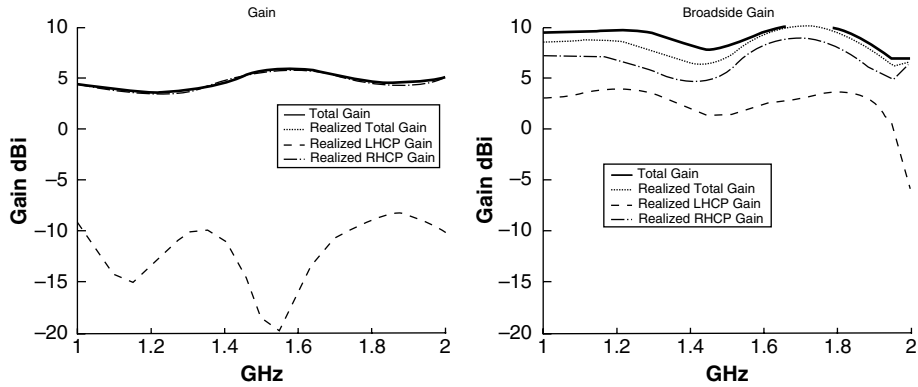 Gain
10
5
0
−5
−10
−15
−20
Gain dBi
Total Gain
Realized Total Gain
Realized LHCP Gain
Realized RHCP Gain
1
1.2
1.4
1.6
1.8
2
GHz
Broadside Gain
10
5
0
−5
−10
−15
−20
Gain dBi
Total Gain
Realized Total Gain
Realized LHCP Gain
Realized RHCP Gain
1
1.2
1.4
1.6
1.8
2
GHz